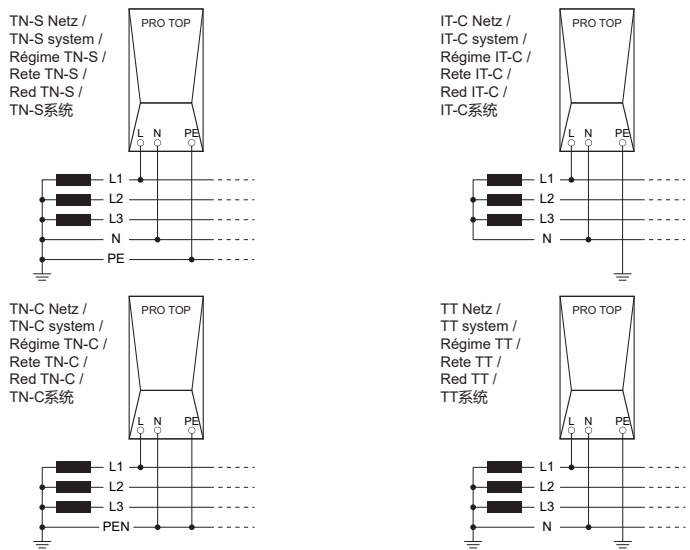 TN-S Netz /
TN-S system /
Régime TN-S /
Rete TN-S /
Red TN-S /
TN-S系统
PRO TOP
L N PE
L1
L2
L3
N
PE
IT-C Netz /
IT-C system /
Régime IT-C /
Rete IT-C /
Red IT-C /
IT-C系统
PRO TOP
L N PE
L1
L2
L3
N
TN-C Netz /
TN-C system /
Régime TN-C /
Rete TN-C /
Red TN-C /
TN-C系统
PRO TOP
L N PE
L1
L2
L3
PEN
TT Netz /
TT system /
Régime TT /
Rete TT /
Red TT /
TT系统
PRO TOP
L N PE
L1
L2
L3
N